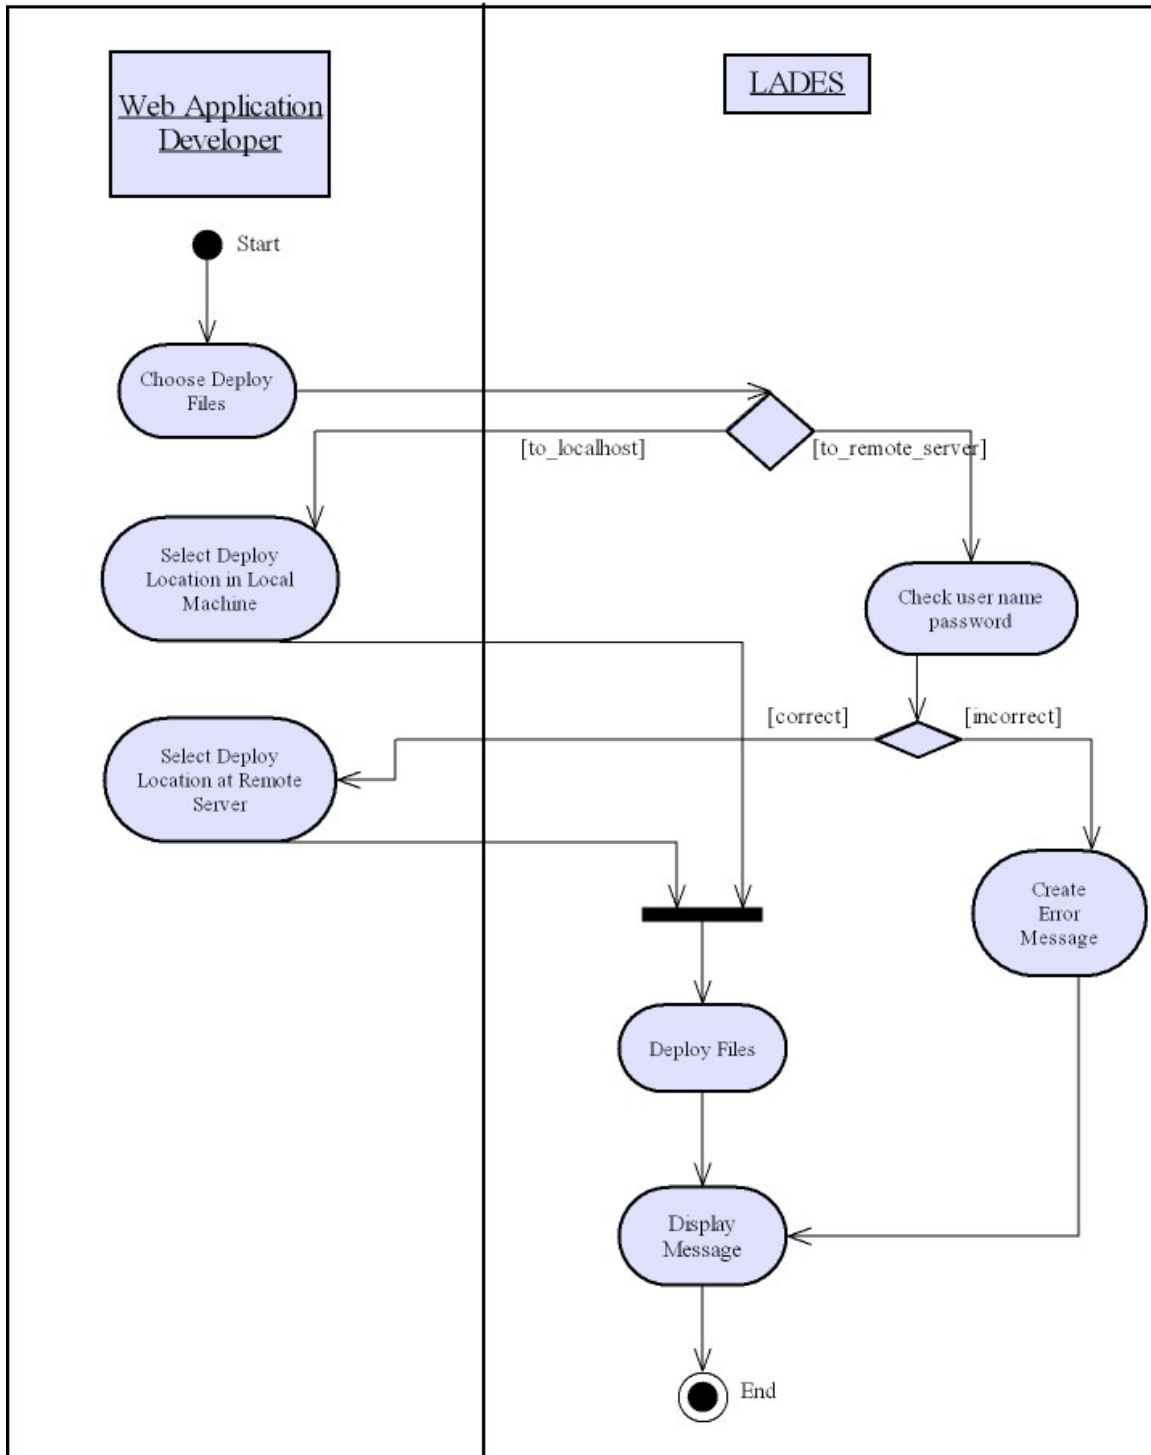 Web Application
Developer
LADES
Start
Choose Deploy
Files
[to_localhost]
[to_remote_server]
Select Deploy
Location in Local
Machine
Check user name
password
[correct]
[incorrect]
Select Deploy
Location at Remote
Server
Create
Error
Message
Deploy Files
Display
Message
End